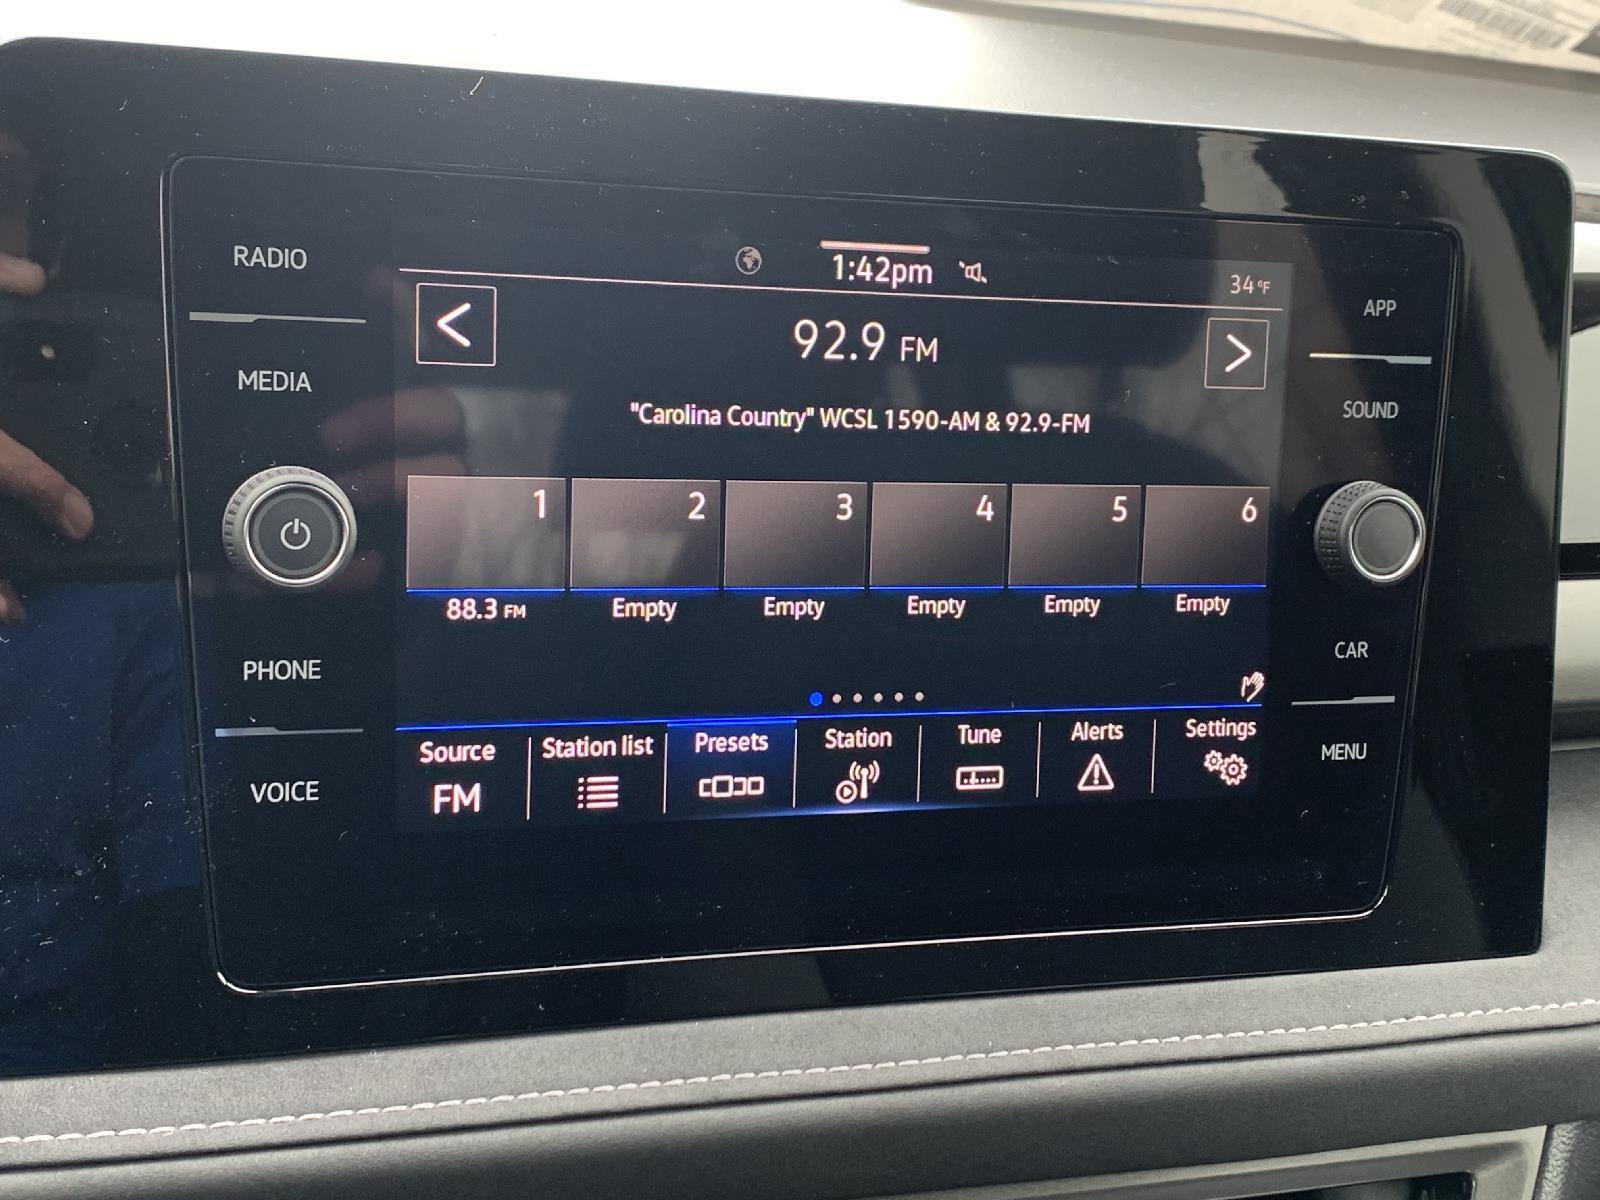 RADIO
MEDIA
PHONE
VOICE
1:42pm
34°F
92.9 FM
"Carolina Country" WCSL 1590-AM & 92.9-FM
1 2 3 4 5 6
88.3 FM Empty Empty Empty Empty Empty
Source Station list Presets Station Tune Alerts Settings
FM
APP
SOUND
CAR
MENU